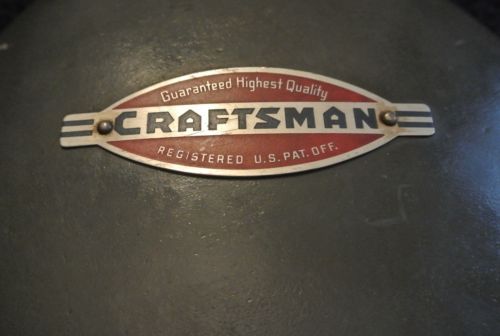 Guaranteed Highest Quality
CRAFTSMAN
REGISTERED U.S. PAT. OFF.